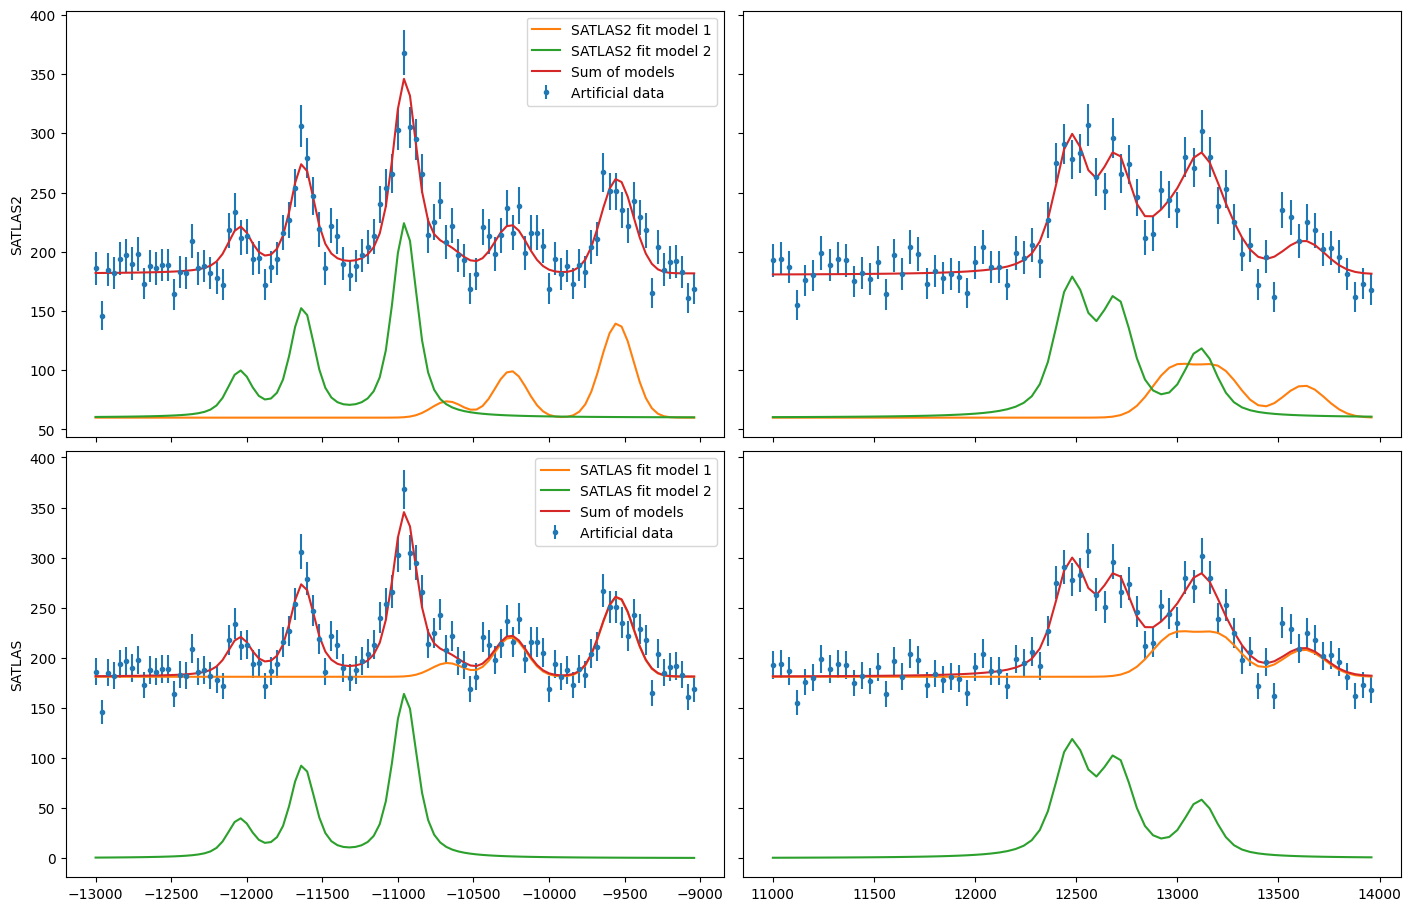 400
350
300
250
200
150
100
50
SATLAS2
SATLAS2 fit model 1
SATLAS2 fit model 2
Sum of models
Artificial data
400
350
300
250
200
150
100
50
0
SATLAS
SATLAS fit model 1
SATLAS fit model 2
Sum of models
Artificial data
−13000 −12500 −12000 −11500 −11000 −10500 −10000 −9500 −9000
11000 11500 12000 12500 13000 13500 14000